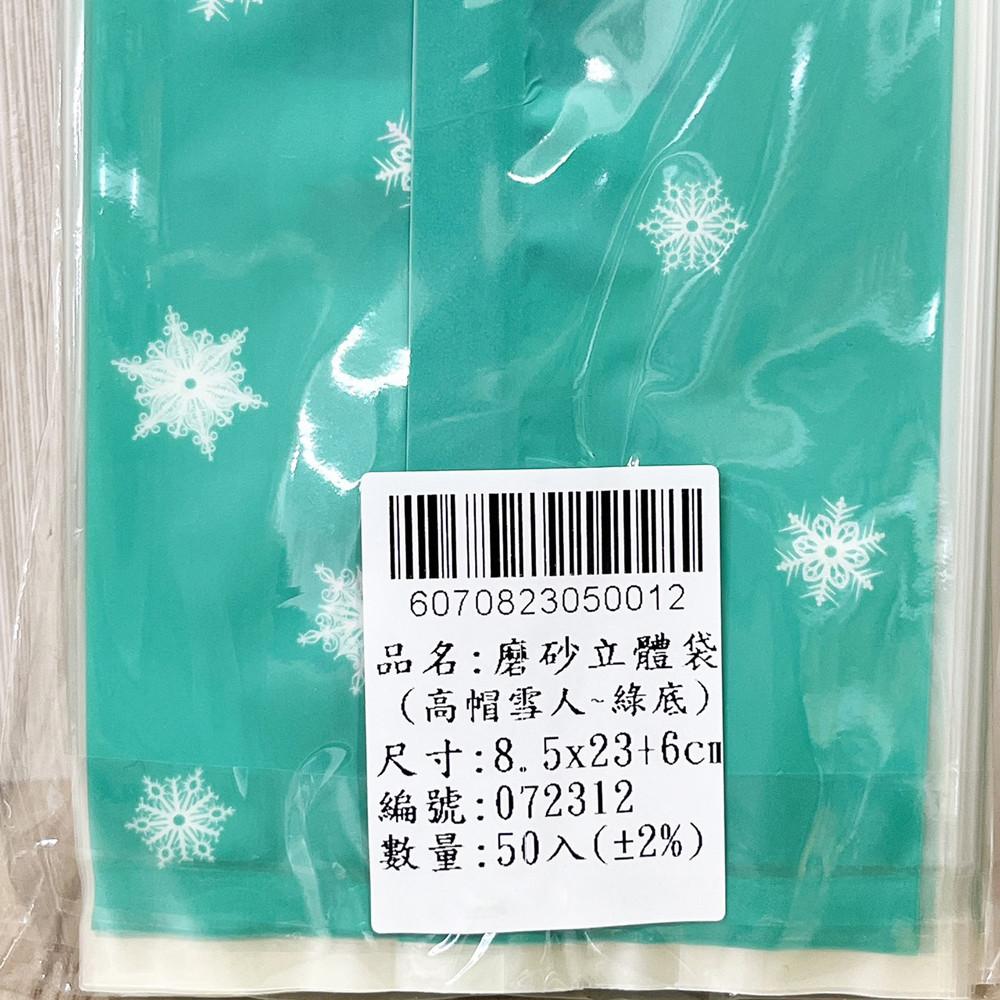 6070823050012
品名:磨砂立體袋
(高帽雪人~綠底)
尺寸:8.5x23+6cm
編號:072312
數量:50入(±2%)